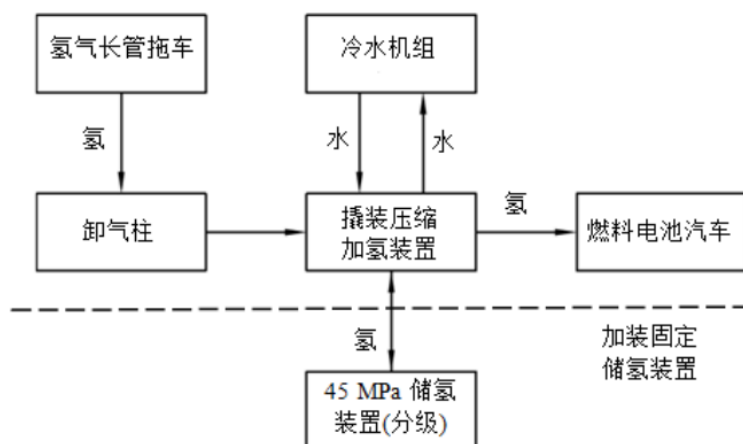 氢气长管拖车
冷水机组
氢
水
水
卸气柱
撬装压缩
加氢装置
氢
燃料电池汽车
氢
加装固定
储氢装置
45 MPa 储氢
装置(分级)